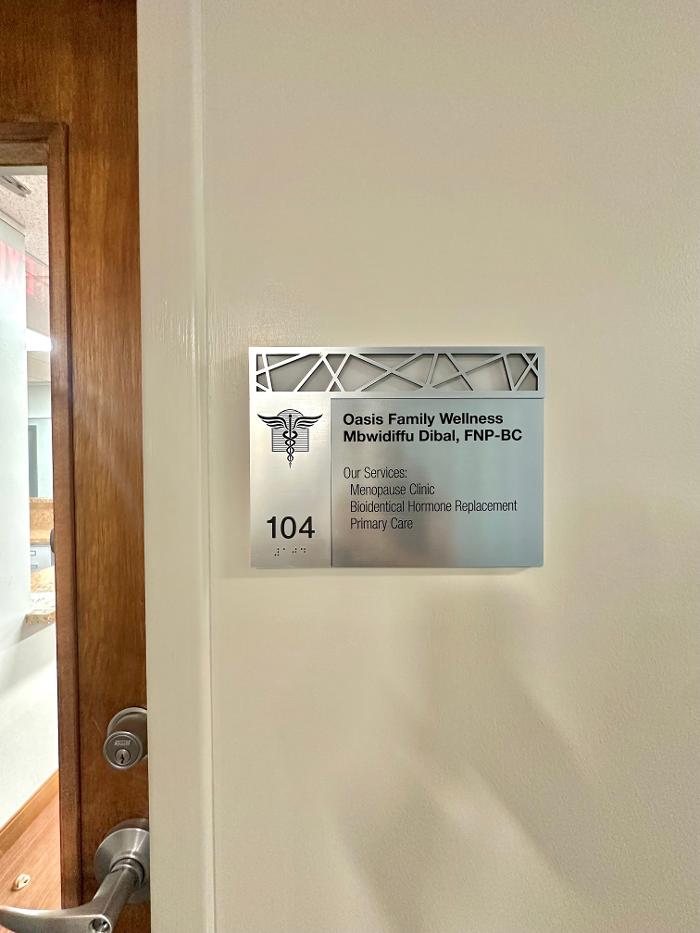 Oasis Family Wellness
Mbwidiffu Dibal, FNP-BC
Our Services:
Menopause Clinic
Bioidentical Hormone Replacement
Primary Care
104
⠼⠁⠚⠙